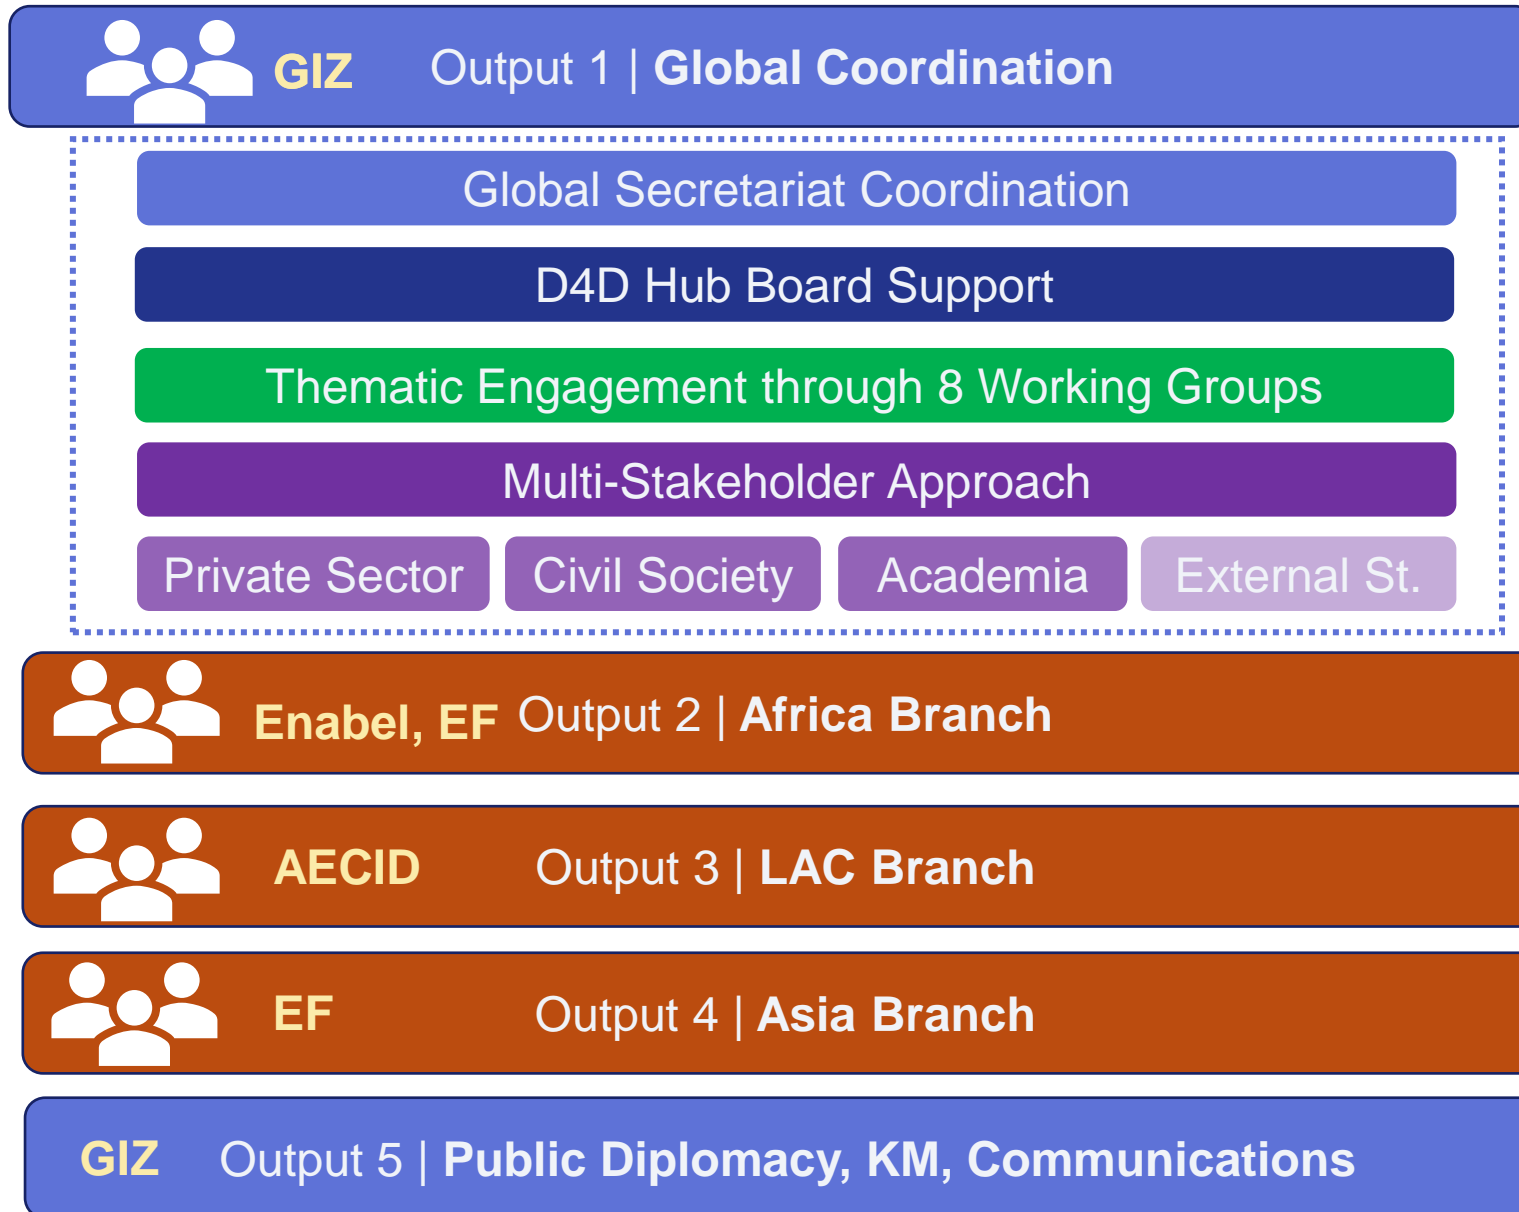 GIZ Output 1 | Global Coordination
Global Secretariat Coordination
D4D Hub Board Support
Thematic Engagement through 8 Working Groups
Multi-Stakeholder Approach
Private Sector Civil Society Academia External St.
Enabel, EF Output 2 | Africa Branch
AECID Output 3 | LAC Branch
EF Output 4 | Asia Branch
GIZ Output 5 | Public Diplomacy, KM, Communications